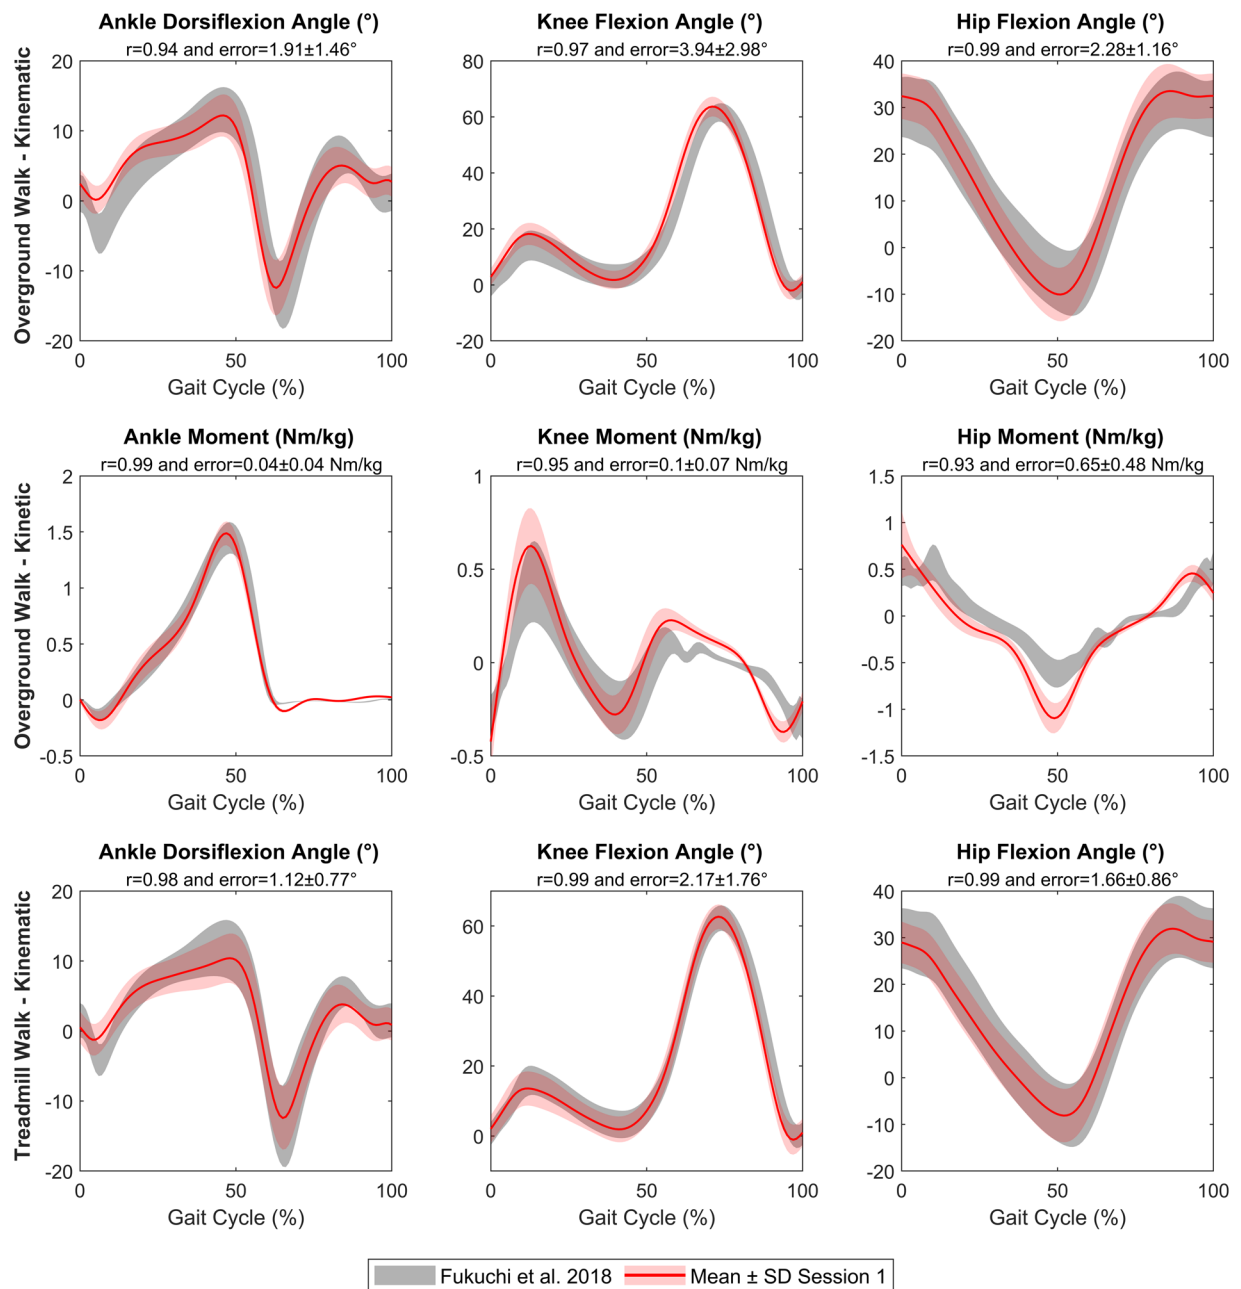 Ankle Dorsiflexion Angle (°)
r=0.94 and error=1.91±1.46°
Overground Walk - Kinematic
20
10
0
-10
-20
0
50
100
Gait Cycle (%)
Knee Flexion Angle (°)
r=0.97 and error=3.94±2.98°
80
60
40
20
0
-20
0
50
100
Gait Cycle (%)
Hip Flexion Angle (°)
r=0.99 and error=2.28±1.16°
40
30
20
10
0
-10
-20
0
50
100
Gait Cycle (%)
Ankle Moment (Nm/kg)
r=0.99 and error=0.04±0.04 Nm/kg
Overground Walk - Kinetic
2
1.5
1
0.5
0
-0.5
0
50
100
Gait Cycle (%)
Knee Moment (Nm/kg)
r=0.95 and error=0.1±0.07 Nm/kg
1
0.5
0
-0.5
0
50
100
Gait Cycle (%)
Hip Moment (Nm/kg)
r=0.93 and error=0.65±0.48 Nm/kg
1.5
1
0.5
0
-0.5
-1
-1.5
0
50
100
Gait Cycle (%)
Ankle Dorsiflexion Angle (°)
r=0.98 and error=1.12±0.77°
Treadmill Walk - Kinematic
20
10
0
-10
-20
0
50
100
Gait Cycle (%)
Knee Flexion Angle (°)
r=0.99 and error=2.17±1.76°
60
40
20
0
0
50
100
Gait Cycle (%)
Hip Flexion Angle (°)
r=0.99 and error=1.66±0.86°
40
30
20
10
0
-10
-20
0
50
100
Gait Cycle (%)
Fukuchi et al. 2018
Mean ± SD Session 1